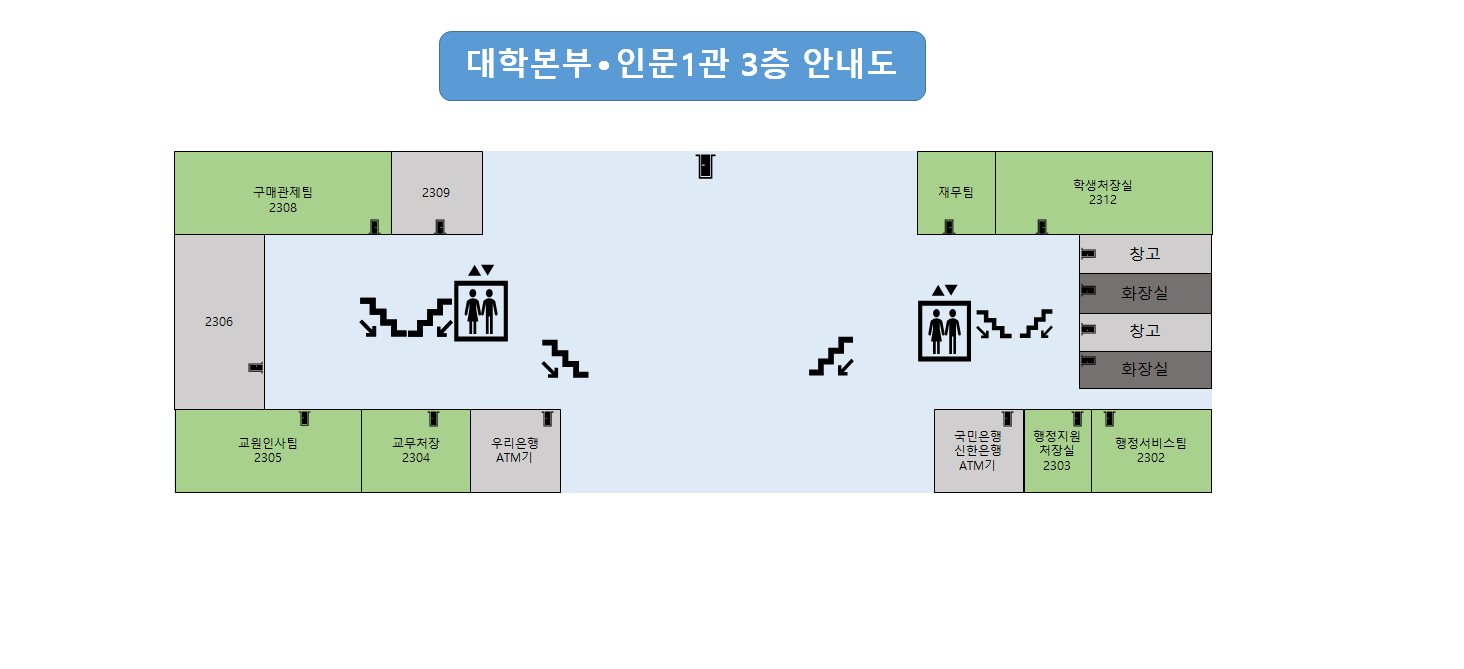 대학본부•인문1관 3층 안내도
구매관제팀
2308
2309
재무팀
학생처장실
2312
창고
화장실
창고
화장실
2306
교원인사팀
2305
교무처장
2304
우리은행
ATM기
국민은행
신한은행
ATM기
행정지원
처장실
2303
행정서비스팀
2302